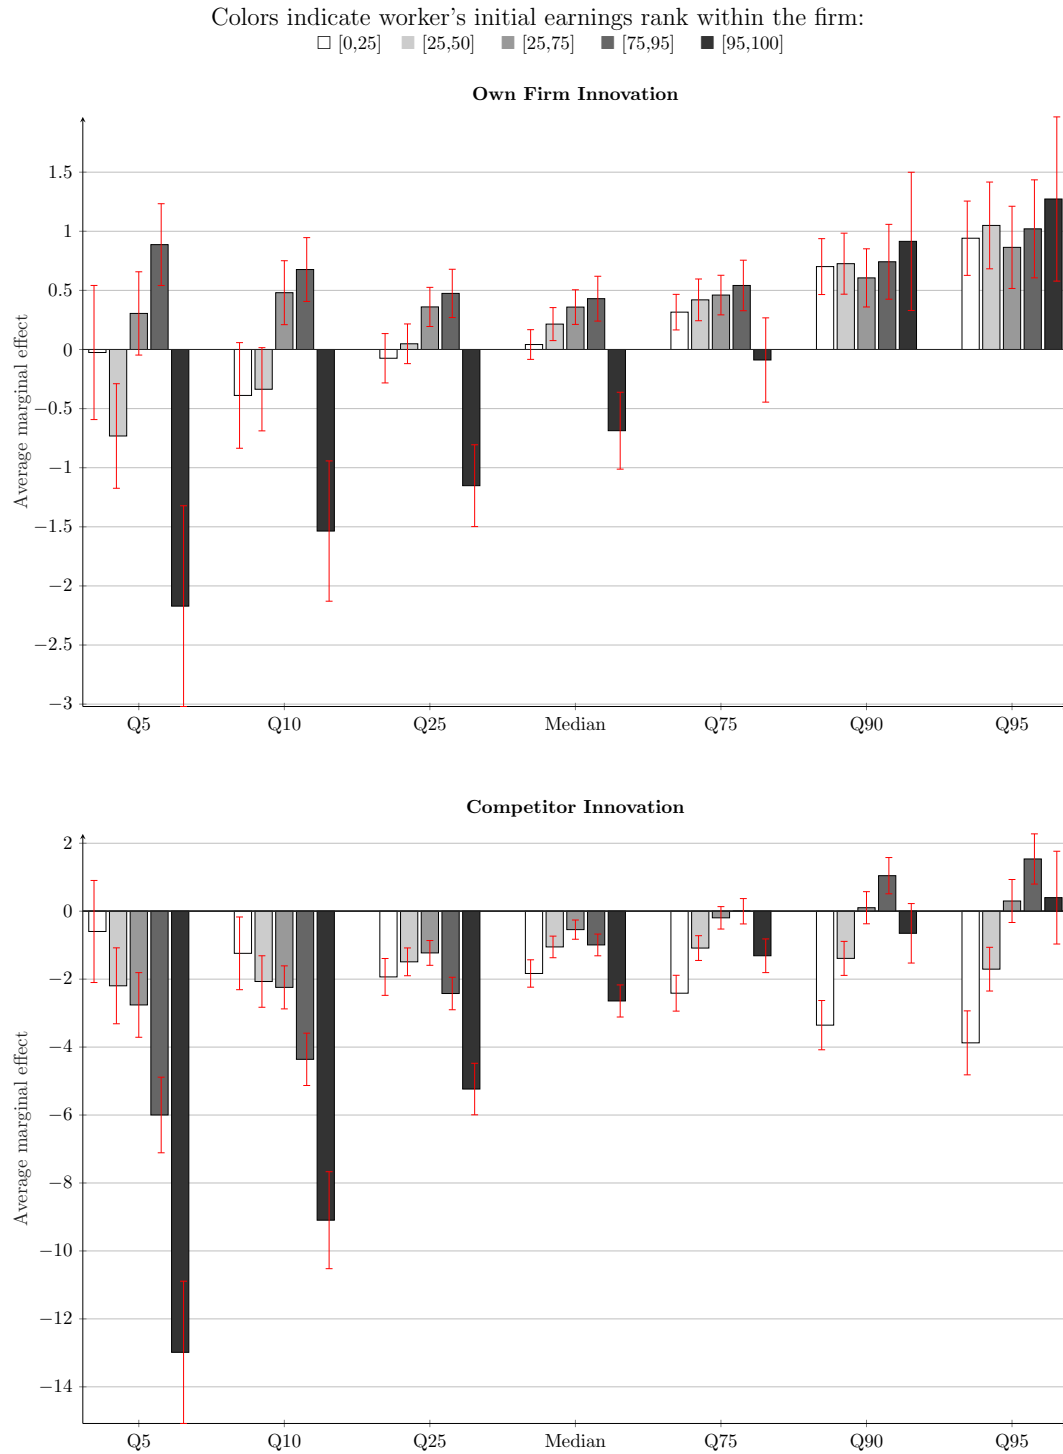 Colors indicate worker's initial earnings rank within the firm:
[0,25] [25,50] [25,75] [75,95] [95,100]
Own Firm Innovation
Average marginal effect
1.5
1
0.5
0
−0.5
−1
−1.5
−2
−2.5
−3
Q5 Q10 Q25 Median Q75 Q90 Q95
Competitor Innovation
Average marginal effect
2
0
−2
−4
−6
−8
−10
−12
−14
Q5 Q10 Q25 Median Q75 Q90 Q95